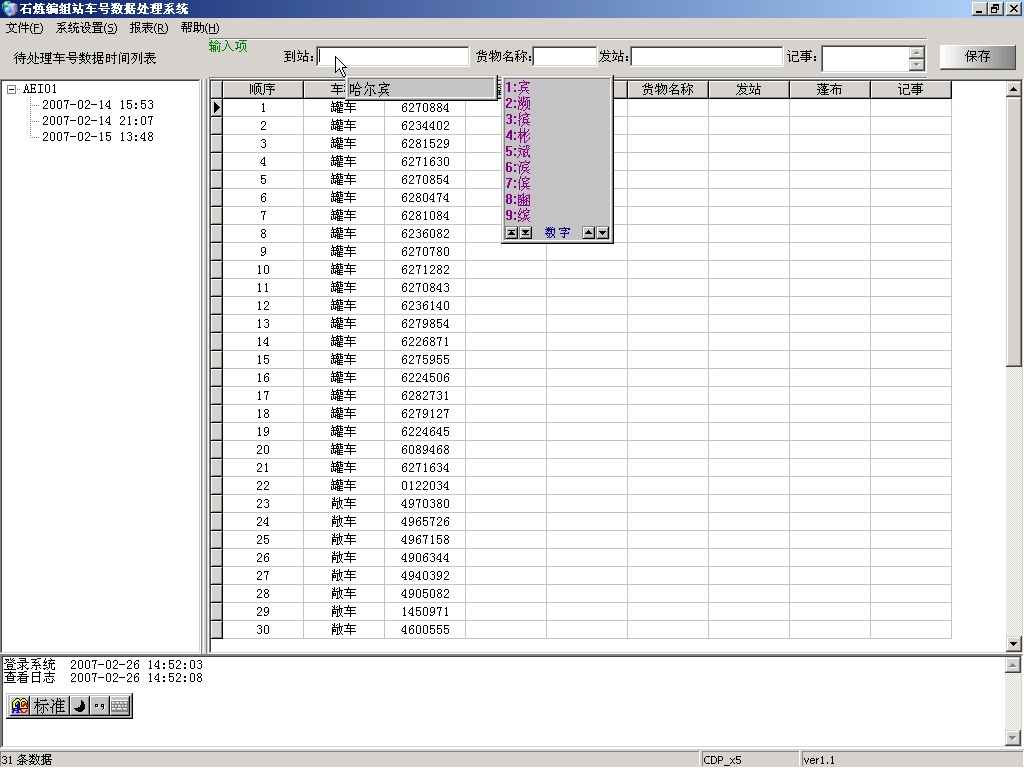 石炼编组站车号数据处理系统
文件(F) 系统设置(S) 报表(R) 帮助(H)
待处理车号数据时间列表
输入项
到站: 货物名称: 发站: 记事: 保存
AEI01
2007-02-14 15:53
2007-02-14 21:07
2007-02-15 13:48
哈尔宾
1:宾
2:濒
3:摈
4:彬
5:斌
6:滨
7:傧
8:豳
9:缤
数字
顺序 货物名称 发站 篷布 记事
1 罐车 6270884
2 罐车 6234402
3 罐车 6281529
4 罐车 6271630
5 罐车 6270854
6 罐车 6280474
7 罐车 6281084
8 罐车 6236082
9 罐车 6270780
10 罐车 6271282
11 罐车 6270843
12 罐车 6236140
13 罐车 6279854
14 罐车 6226871
15 罐车 6275955
16 罐车 6224506
17 罐车 6282731
18 罐车 6279127
19 罐车 6224645
20 罐车 6089468
21 罐车 6271634
22 罐车 0122034
23 敞车 4970380
24 敞车 4965726
25 敞车 4967158
26 敞车 4906344
27 敞车 4940392
28 敞车 4905082
29 敞车 1450971
30 敞车 4600555
登录系统 2007-02-26 14:52:03
查看日志 2007-02-26 14:52:08
标准
31 条数据 CDP_x5 ver1.1